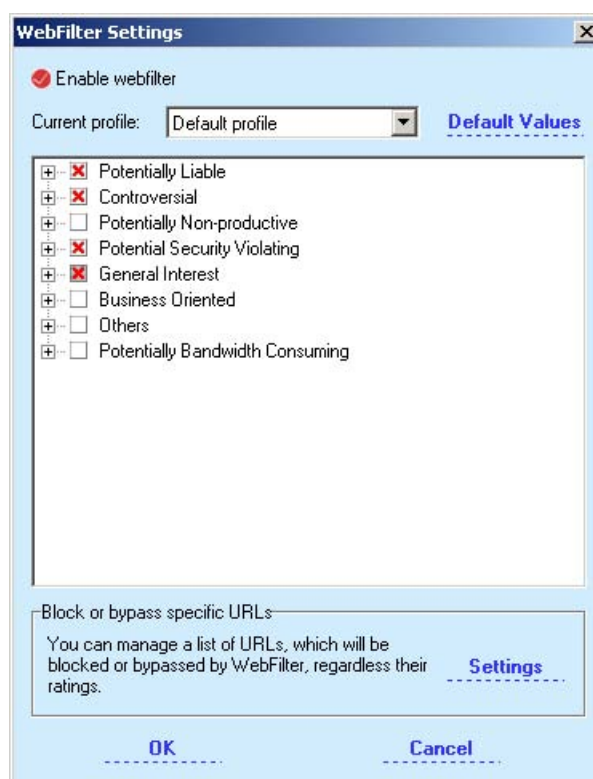 WebFilter Settings
Enable webfilter
Current profile: Default profile Default Values
Potentially Liable
Controversial
Potentially Non-productive
Potential Security Violating
General Interest
Business Oriented
Others
Potentially Bandwidth Consuming
Block or bypass specific URLs
You can manage a list of URLs, which will be
blocked or bypassed by WebFilter, regardless their
ratings.
Settings
OK Cancel